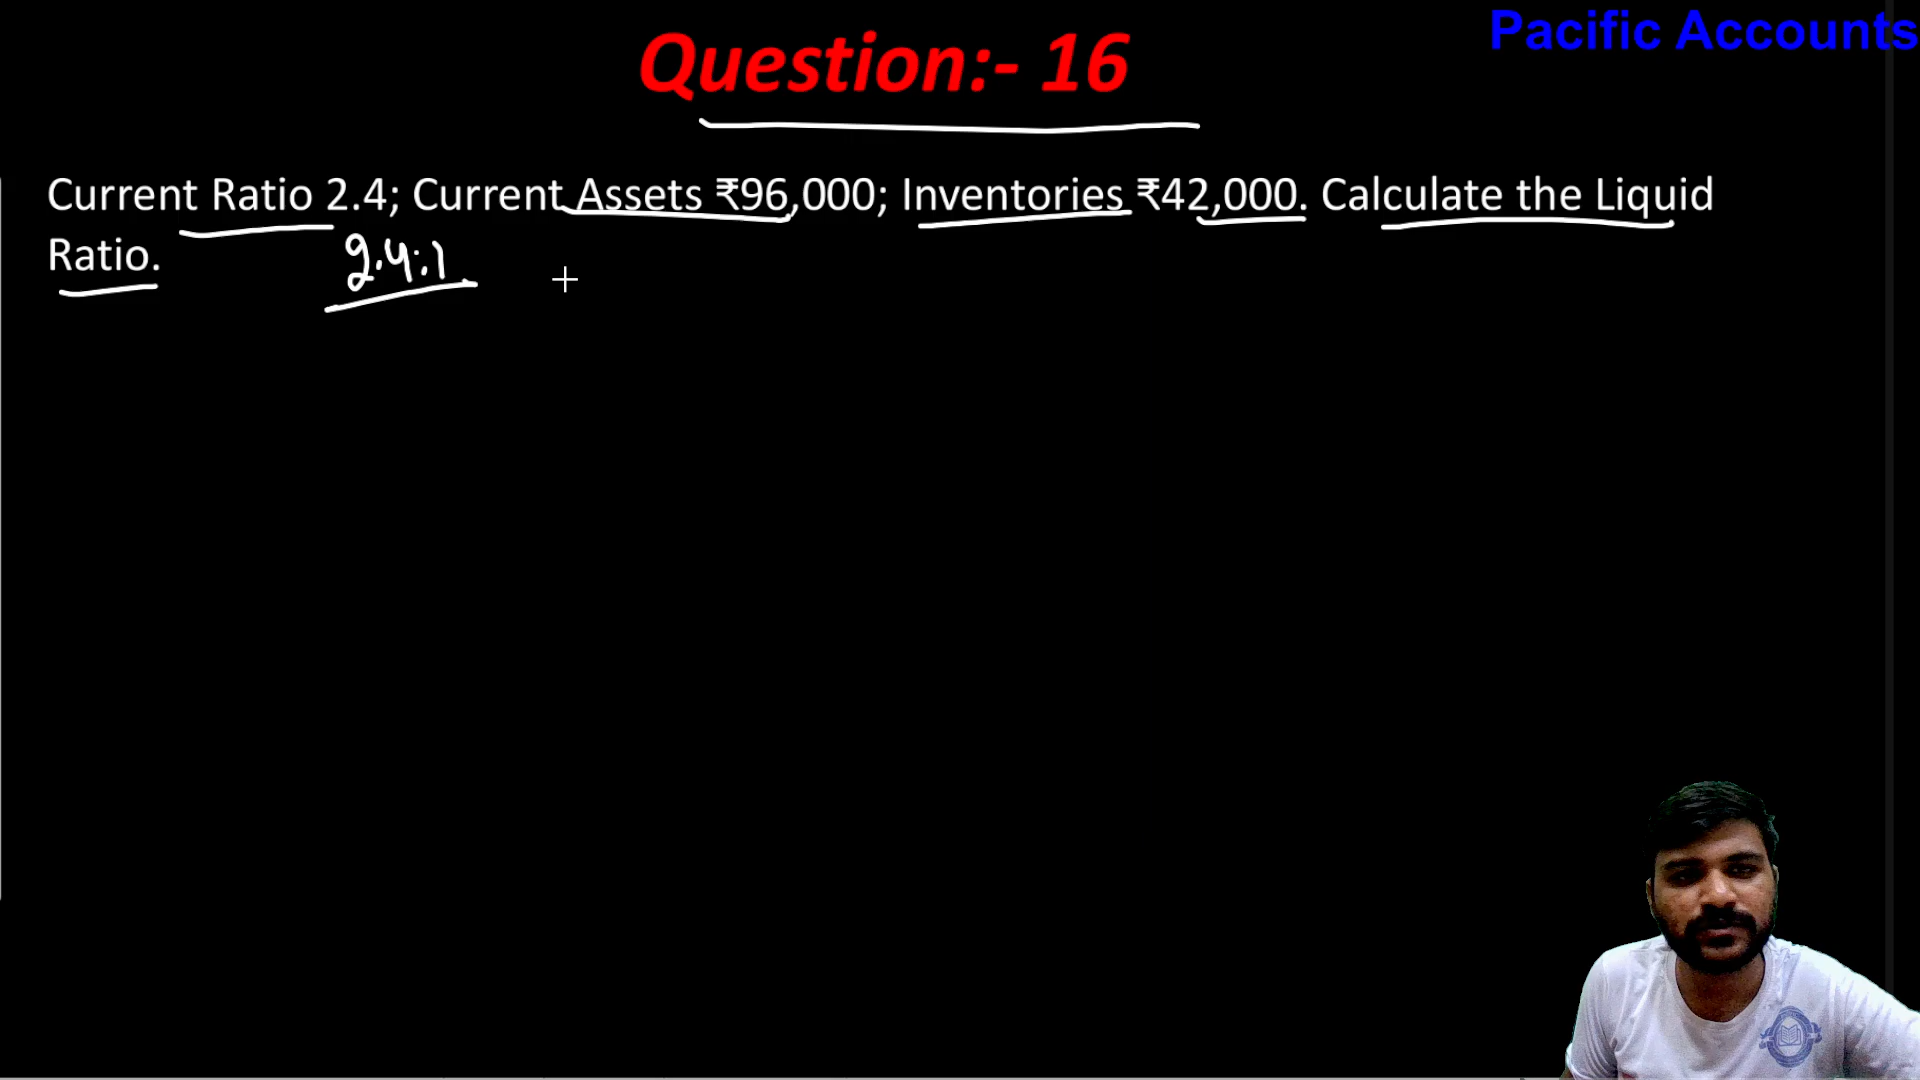 Pacific Accounts
Question:- 16
Current Ratio 2.4; Current Assets ₹96,000; Inventories ₹42,000. Calculate the Liquid
Ratio.
2.4:1